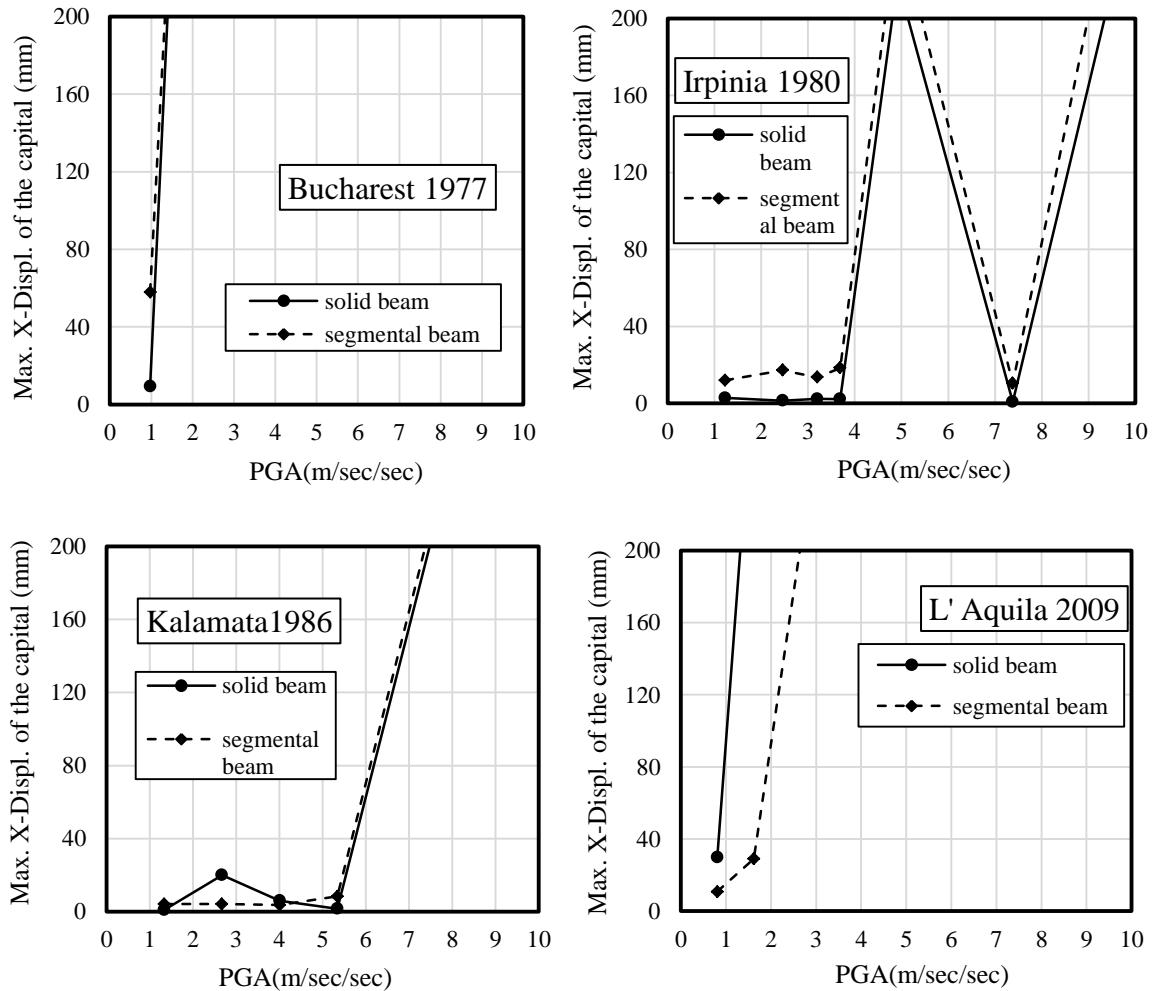 Max. X-Displ. of the capital (mm)
200
160
120
80
40
0
Bucharest 1977
solid beam
segmental beam
0 1 2 3 4 5 6 7 8 9 10
PGA(m/sec/sec)
Max. X-Displ. of the capital (mm)
200
160
120
80
40
0
Irpinia 1980
solid
beam
segment
al beam
0 1 2 3 4 5 6 7 8 9 10
PGA(m/sec/sec)
Max. X-Displ. of the capital (mm)
200
160
120
80
40
0
Kalamata1986
solid beam
segmental
beam
0 1 2 3 4 5 6 7 8 9 10
PGA(m/sec/sec)
Max. X-Displ. of the capital (mm)
200
160
120
80
40
0
L' Aquila 2009
solid beam
segmental beam
0 1 2 3 4 5 6 7 8 9 10
PGA(m/sec/sec)